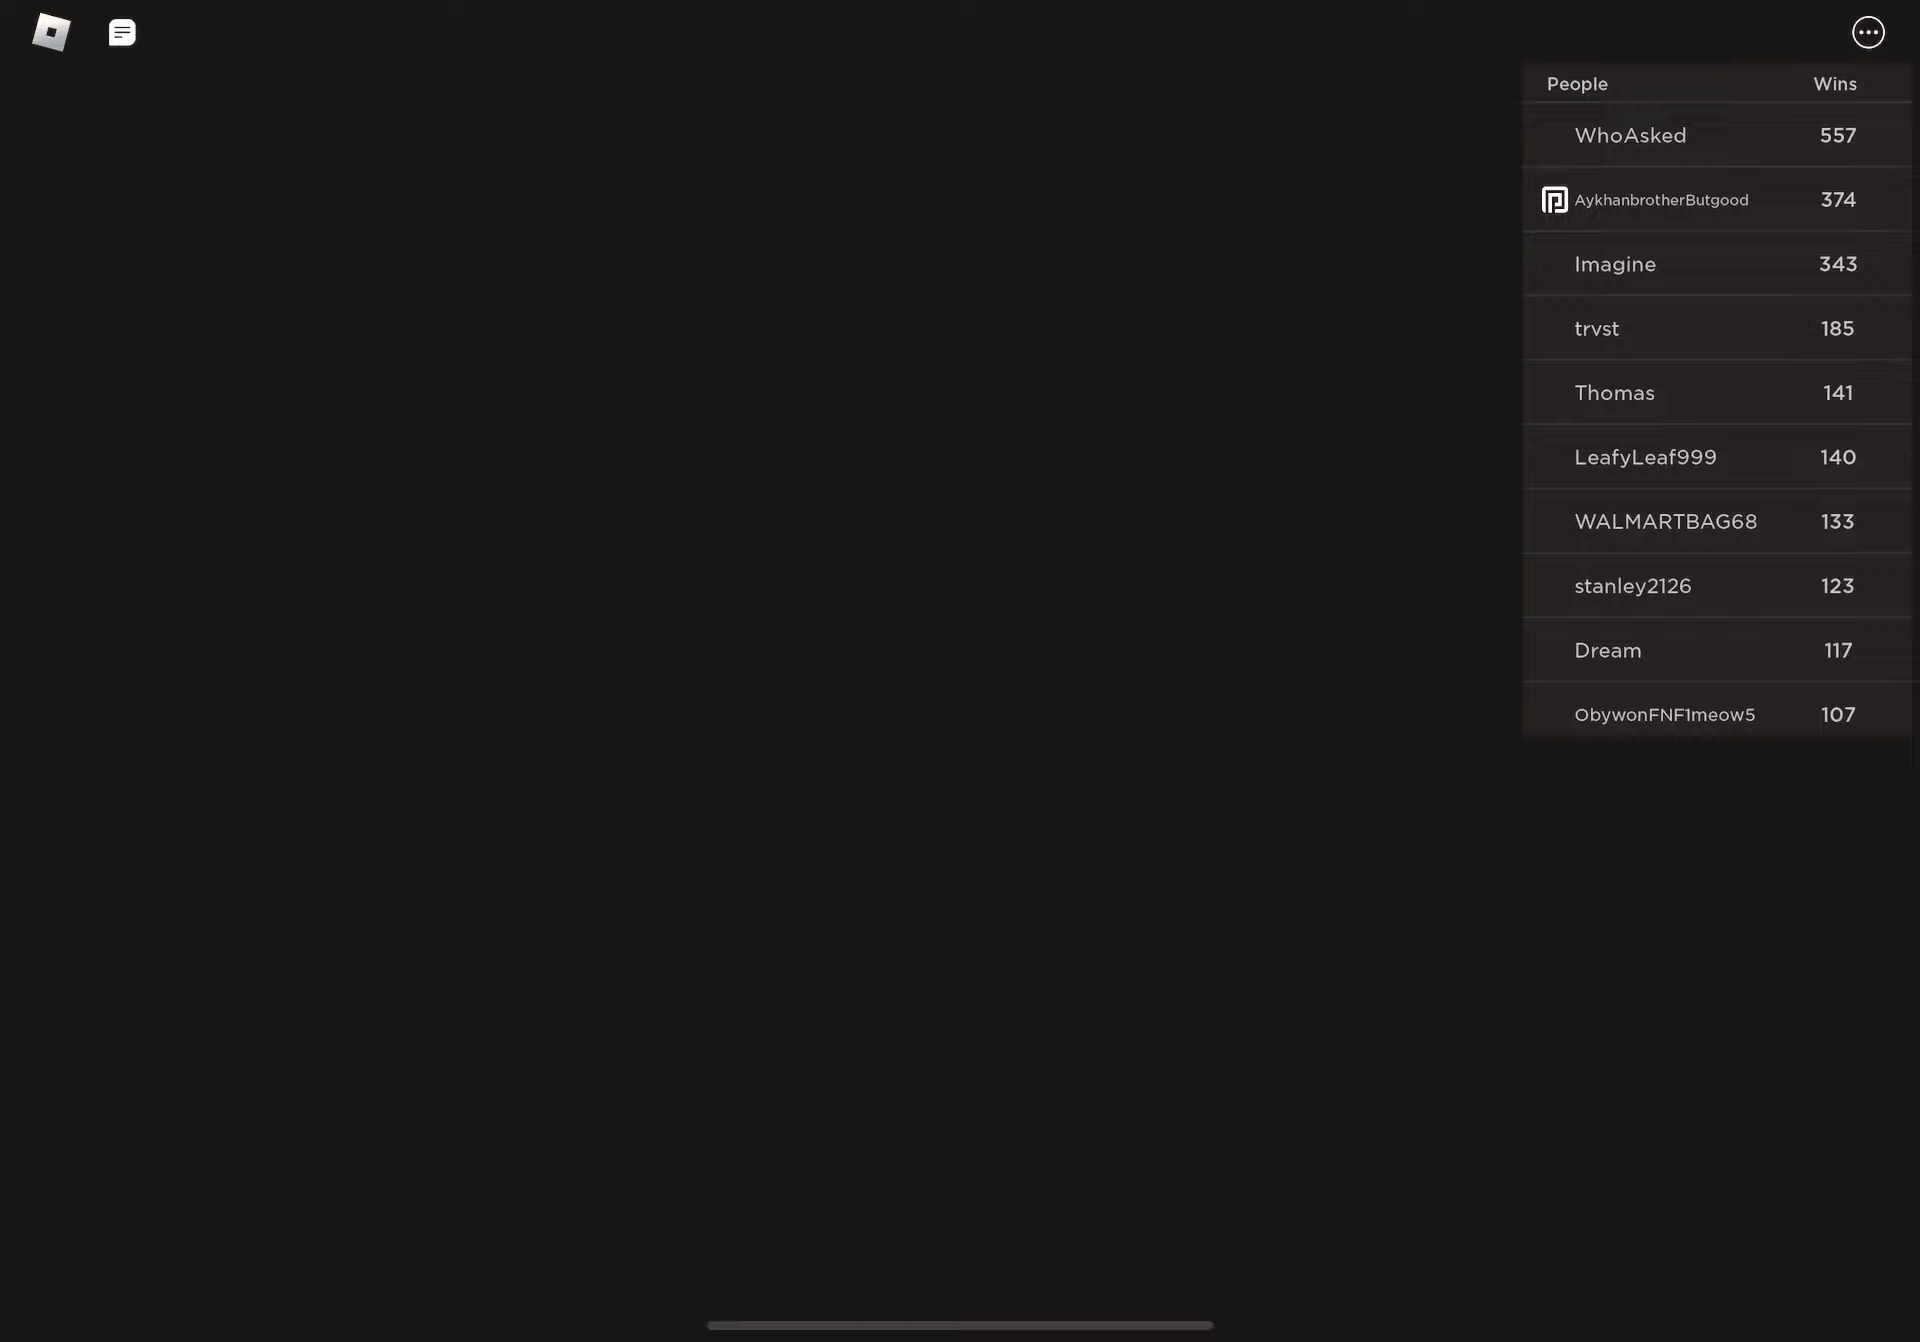 People Wins
WhoAsked 557
AykhanbrotherButgood 374
Imagine 343
trvst 185
Thomas 141
LeafyLeaf999 140
WALMARTBAG68 133
stanley2126 123
Dream 117
ObywonFNF1meow5 107